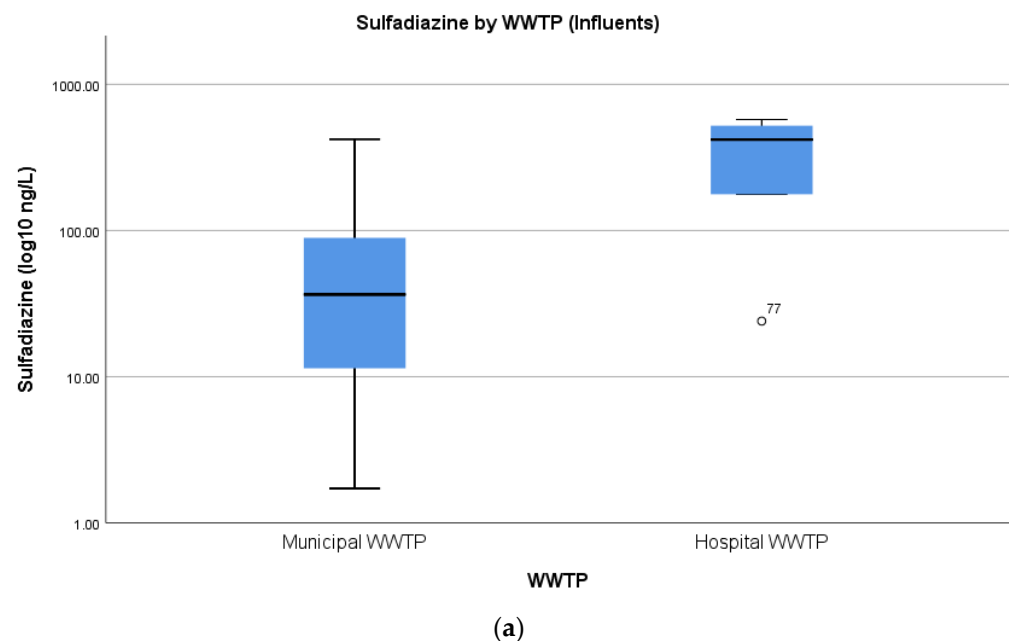 Sulfadiazine by WWTP (Influents)
Sulfadiazine (log10 ng/L)
1000.00
100.00
10.00
1.00
77
Municipal WWTP
Hospital WWTP
WWTP
(a)